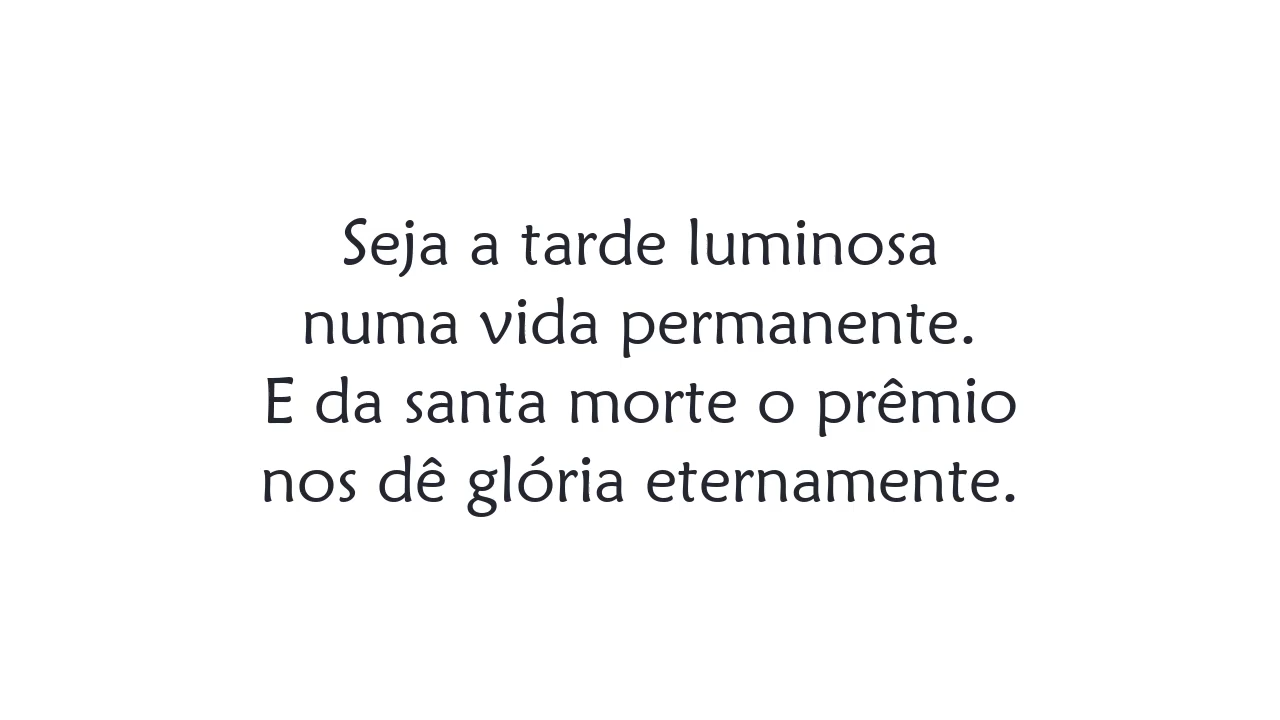 Seja a tarde luminosa
numa vida permanente.
E da santa morte o prêmio
nos dê glória eternamente.